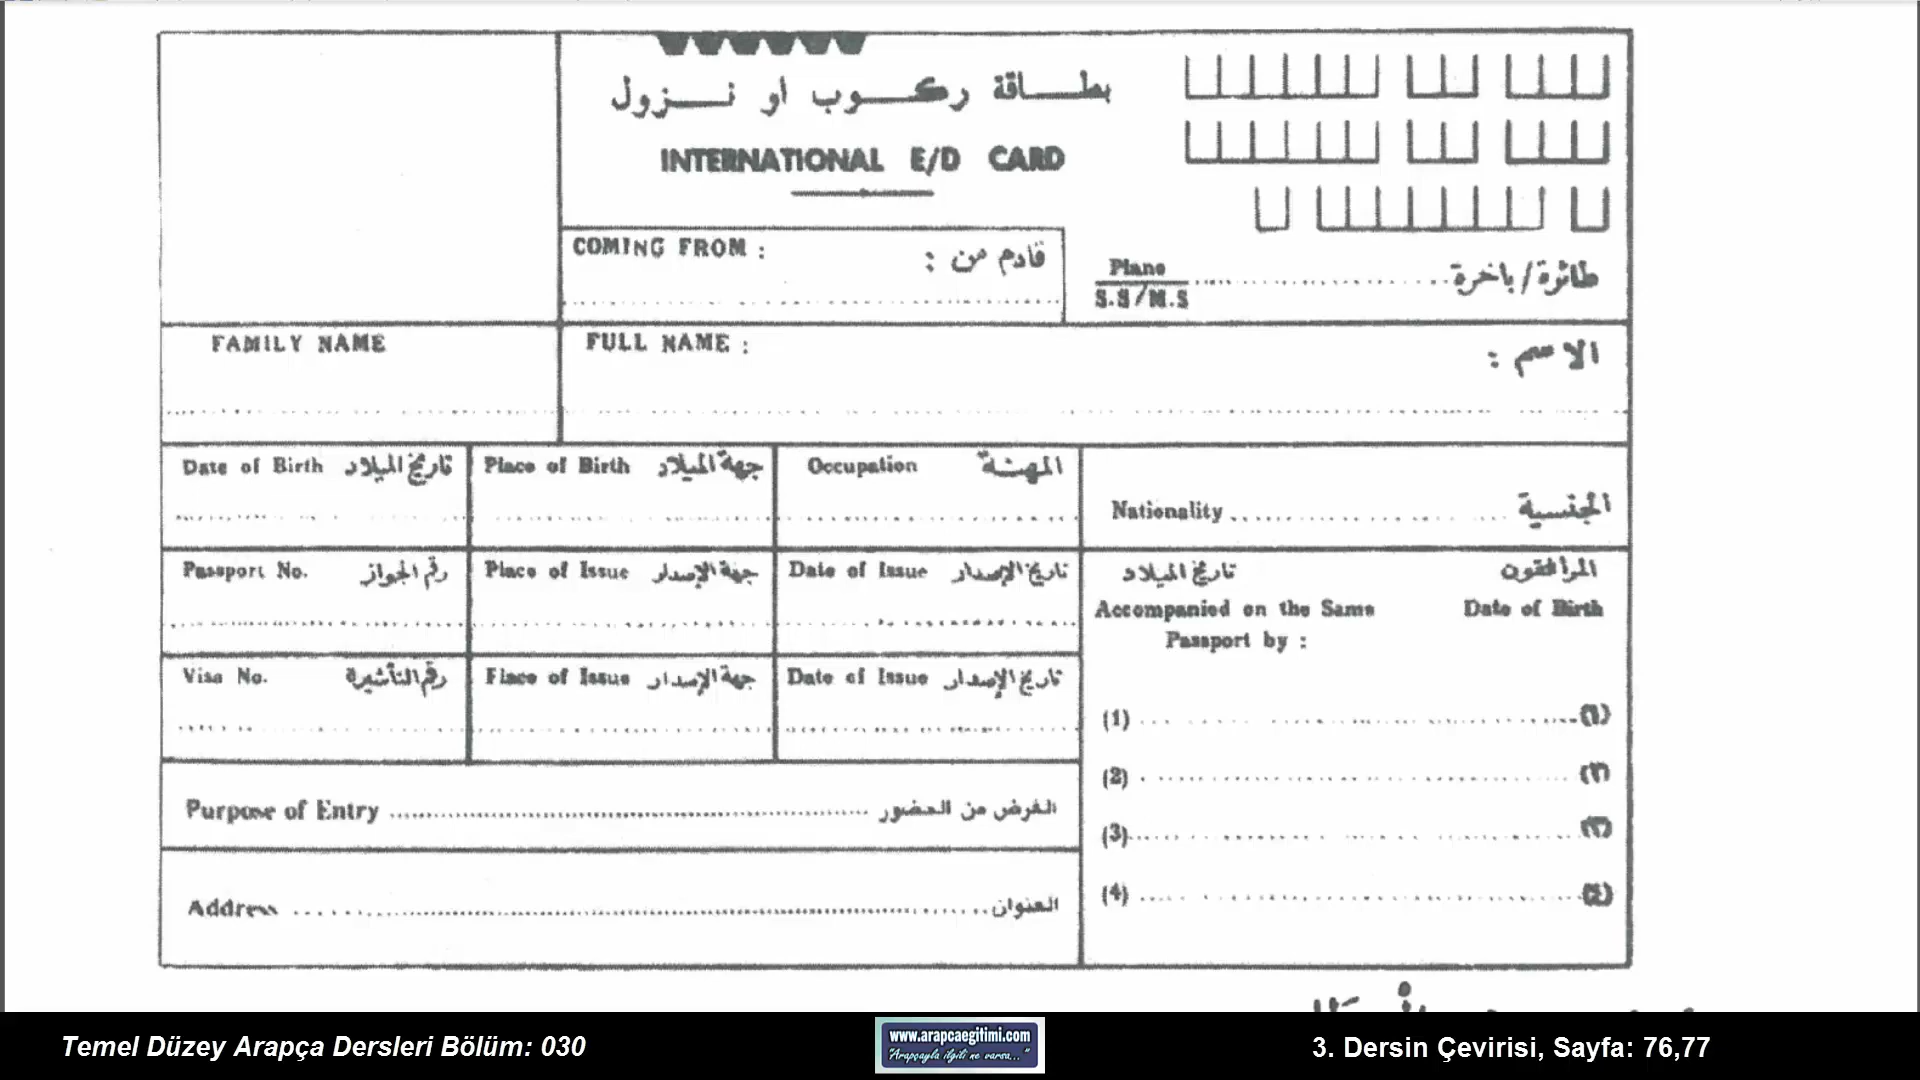 بطاقة ركوب او نزول
INTERNATIONAL E/D CARD
COMING FROM : قادم من :
Plane طائرة / باخرة
S.S/M.S
FAMILY NAME
FULL NAME : الاسم :
Date of Birth تاريخ الميلاد
Place of Birth جهة الميلاد
Occupation المهنة
Nationality الجنسية
Passport No. رقم الجواز
Place of Issue جهة الإصدار
Date of Issue تاريخ الإصدار
تاريخ الميلاد المرافقون
Accompanied on the Same Date of Birth
Passport by :
Visa No. رقم التأشيرة
Place of Issue جهة الإصدار
Date of Issue تاريخ الإصدار
(1) (١)
(2) (٢)
(3) (٣)
(4) (٤)
Purpose of Entry الغرض من الحضور
Address العنوان
Temel Düzey Arapça Dersleri Bölüm: 030
www.arapcaegitimi.com
"Arapçayla ilgili ne varsa..."
3. Dersin Çevirisi, Sayfa: 76,77